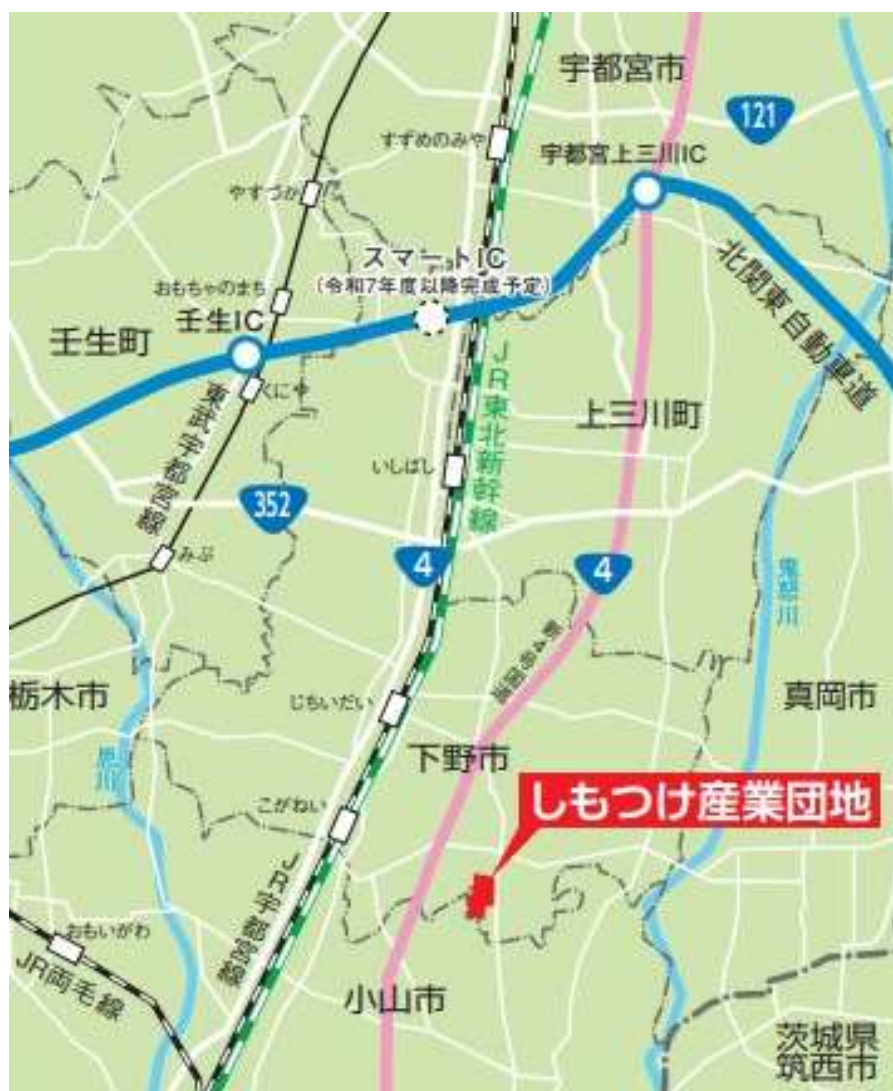 宇都宮市
121
すずめのみや
宇都宮上三川IC
やすづか
スマートIC
(令和7年度以降完成予定)
おもちゃのまち
北関東自動車道
壬生IC
壬生町
くにや
東武宇都宮線
JR東北新幹線
上三川町
いしばし
352
4
4
みぶ
鬼怒川
新4号国道
栃木市
じちいだい
真岡市
思川
下野市
しもつけ産業団地
こがねい
JR宇都宮線
おもいがわ
JR両毛線
小山市
茨城県
筑西市